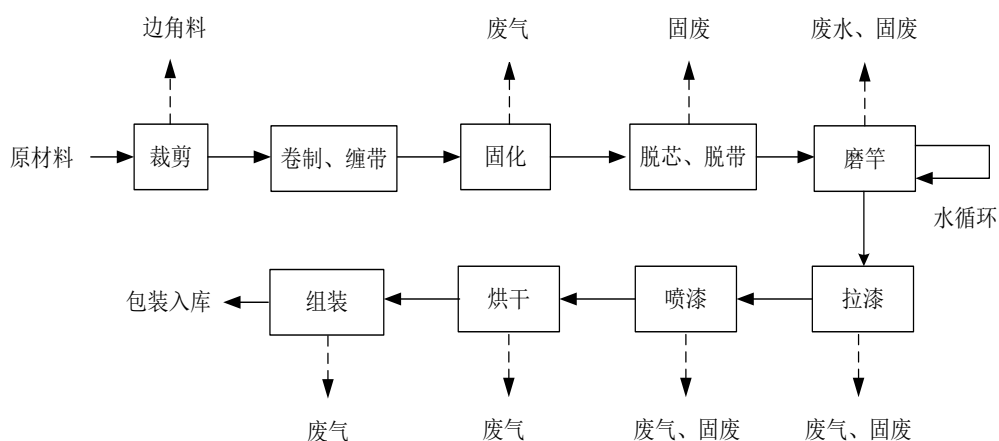 边角料
废气
固废
废水、固废
原材料
裁剪
卷制、缠带
固化
脱芯、脱带
磨竿
水循环
包装入库
组装
烘干
喷漆
拉漆
废气
废气
废气、固废
废气、固废